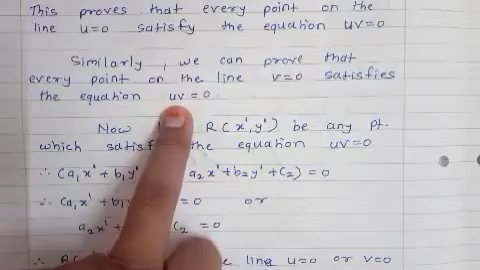 This proves that every point on the
line u=0 satisfy the equation uv=0
Similarly, we can prove that
every point on the line v=0 satisfies
the equation uv=0
Now R(x',y') be any pt.
which satisf the equation uv=0
∴ (a₁x' + b₁y' a₂x' + b₂y' + c₂) = 0
∴ (a₁x' + b₁ = 0 or
a₂x' + c₂ = 0
line u=0 or v=0